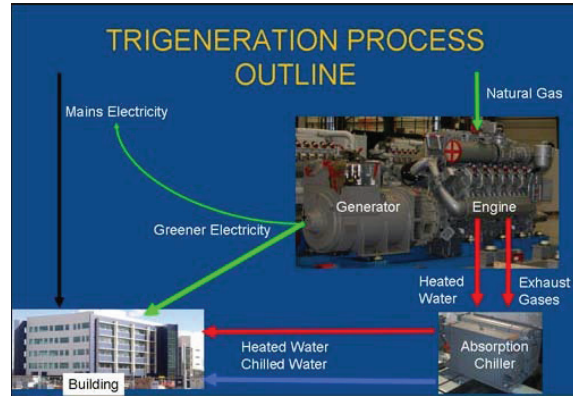 TRIGENERATION PROCESS
OUTLINE
Mains Electricity
Natural Gas
Generator
Engine
Greener Electricity
Heated
Water
Exhaust
Gases
Heated Water
Chilled Water
Absorption
Chiller
Building